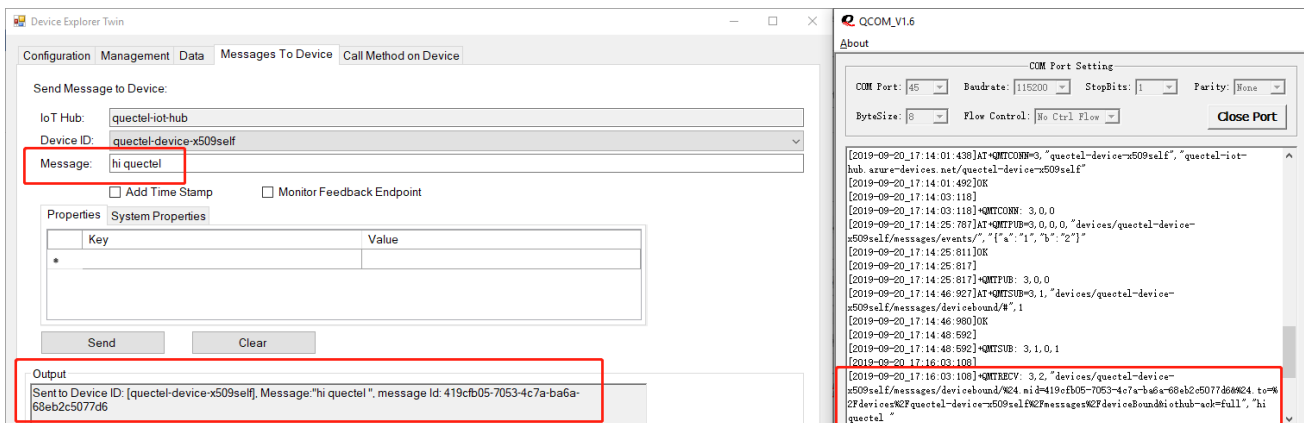 Device Explorer Twin
Configuration Management Data Messages To Device Call Method on Device
Send Message to Device:
IoT Hub: quectel-iot-hub
Device ID: quectel-device-x509self
Message: hi quectel
Add Time Stamp Monitor Feedback Endpoint
Properties System Properties
Key Value
*
Send Clear
Output
Sent to Device ID: [quectel-device-x509self], Message:"hi quectel ", message Id: 419cfb05-7053-4c7a-ba6a-
68eb2c5077d6
QCOM_V1.6
About
COM Port Setting
COM Port: 45 Baudrate: 115200 StopBits: 1 Parity: None
ByteSize: 8 Flow Control: No Ctrl Flow Close Port
[2019-09-20_17:14:01:438]AT+QMTCONN=3,"quectel-device-x509self","quectel-iot-
hub.azure-devices.net/quectel-device-x509self"
[2019-09-20_17:14:01:492]OK
[2019-09-20_17:14:03:118]
[2019-09-20_17:14:03:118]+QMTCONN: 3,0,0
[2019-09-20_17:14:25:787]AT+QMTPUB=3,0,0,0,"devices/quectel-device-
x509self/messages/events/","{"a":"1","b":"2"}"
[2019-09-20_17:14:25:811]OK
[2019-09-20_17:14:25:817]
[2019-09-20_17:14:25:817]+QMTPUB: 3,0,0
[2019-09-20_17:14:46:927]AT+QMTSUB=3,1,"devices/quectel-device-
x509self/messages/devicebound/#",1
[2019-09-20_17:14:46:980]OK
[2019-09-20_17:14:48:592]
[2019-09-20_17:14:48:592]+QMTSUB: 3,1,0,1
[2019-09-20_17:16:03:108]
[2019-09-20_17:16:03:108]+QMTRECV: 3,2,"devices/quectel-device-
x509self/messages/devicebound/%24.mid=419cfb05-7053-4c7a-ba6a-68eb2c5077d6&%24.to=%
2Fdevices%2Fquectel-device-x509self%2Fmessages%2FdeviceBound&iothub-ack=full","hi
quectel "